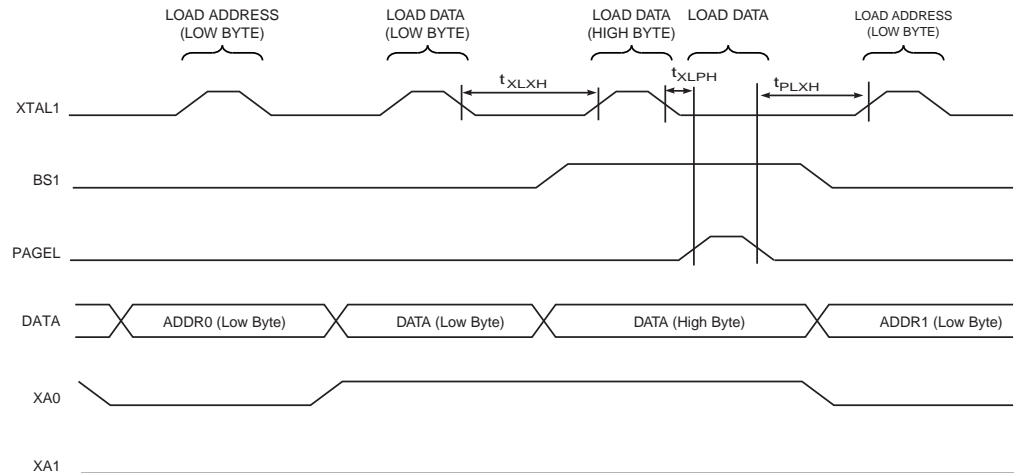 LOAD ADDRESS
(LOW BYTE)
LOAD DATA
(LOW BYTE)
LOAD DATA
(HIGH BYTE)
LOAD DATA
LOAD ADDRESS
(LOW BYTE)
tXLXH
tXLPH
tPLXH
XTAL1
BS1
PAGEL
DATA
ADDR0 (Low Byte)
DATA (Low Byte)
DATA (High Byte)
ADDR1 (Low Byte)
XA0
XA1